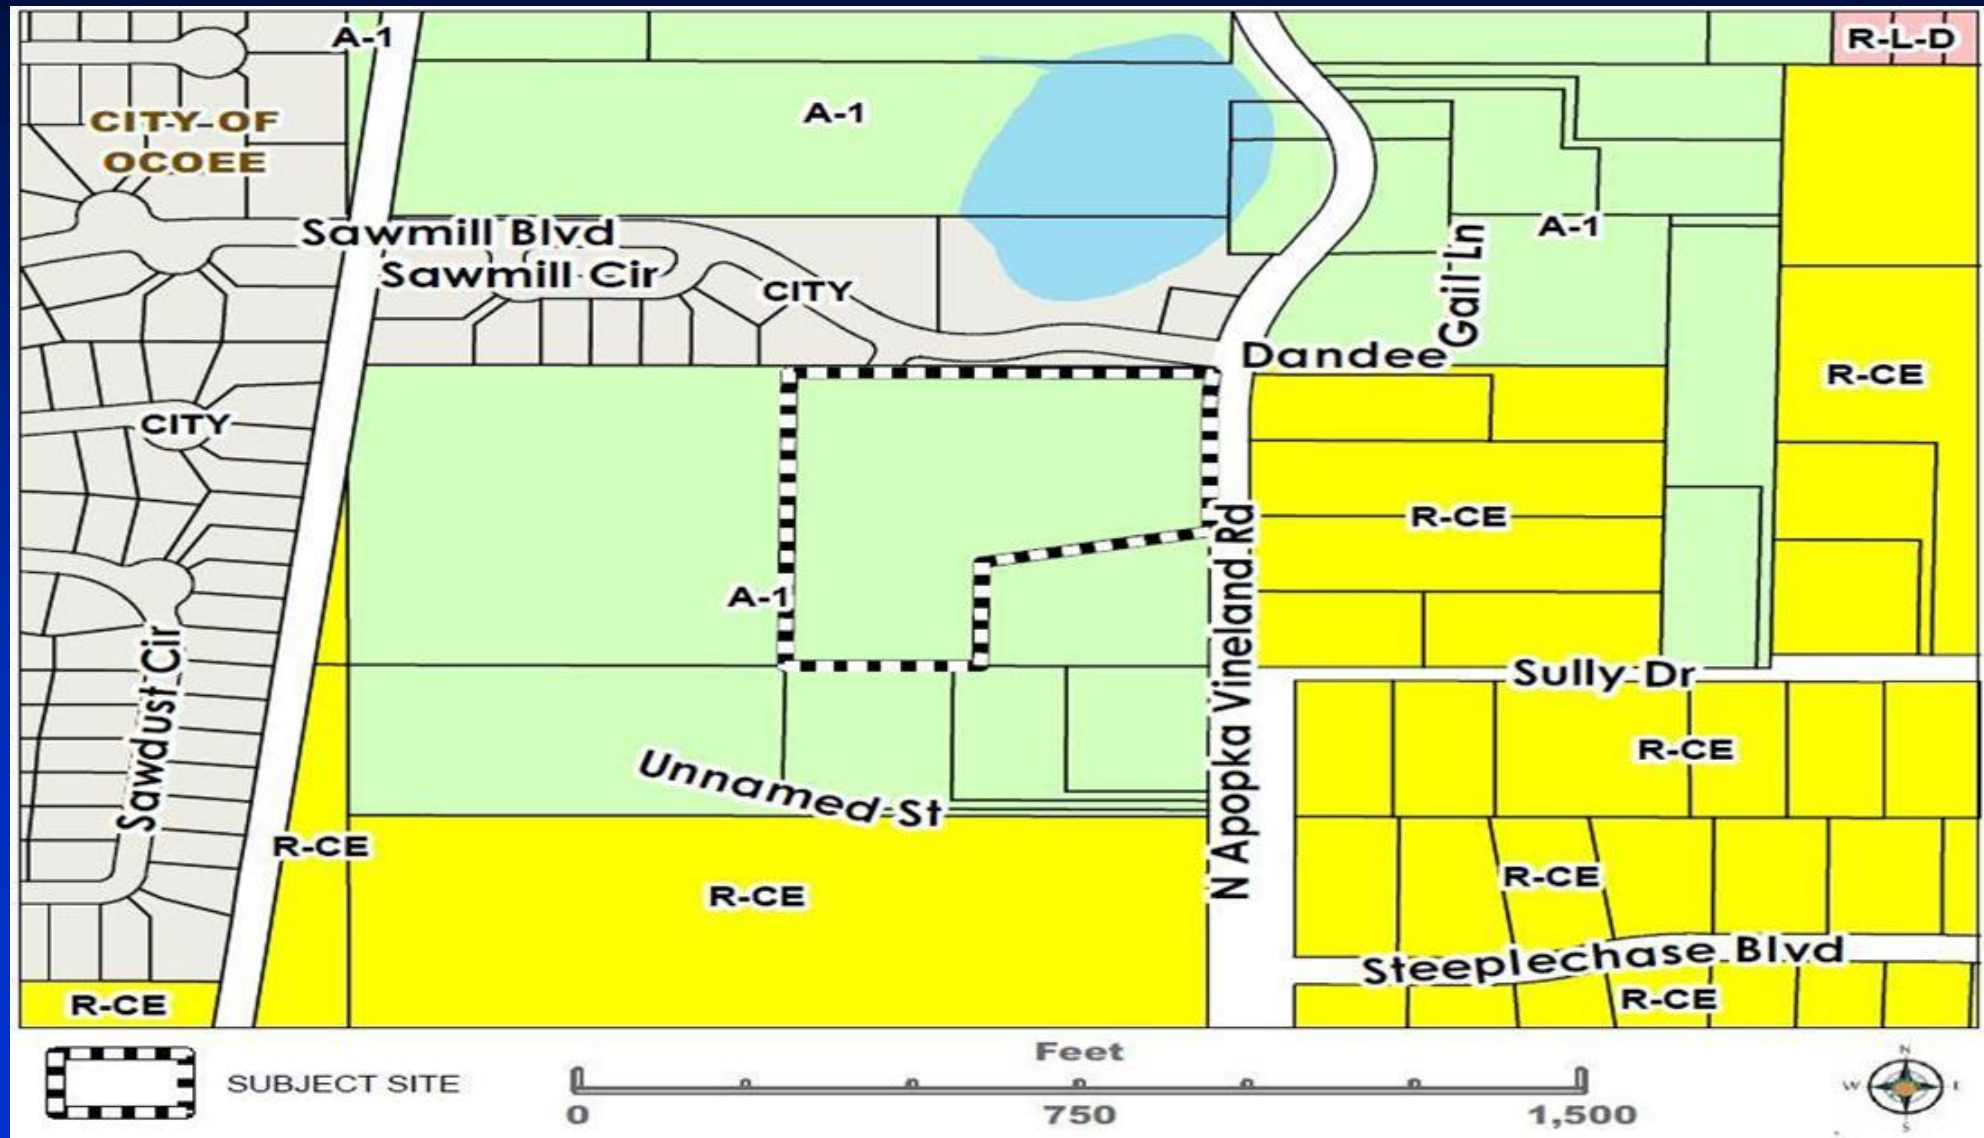 A-1
R-L-D
A-1
CITY OF
OCOEE
A-1
Sawmill Blvd
Sawmill Cir
CITY
Gail Ln
Dandee
R-CE
CITY
R-CE
A-1
N Apopka Vineland Rd
Sully Dr
Sawdust Cir
R-CE
Unnamed St
R-CE
R-CE
R-CE
Steeplechase Blvd
R-CE
R-CE
SUBJECT SITE
Feet
0 750 1,500
N
W E
S